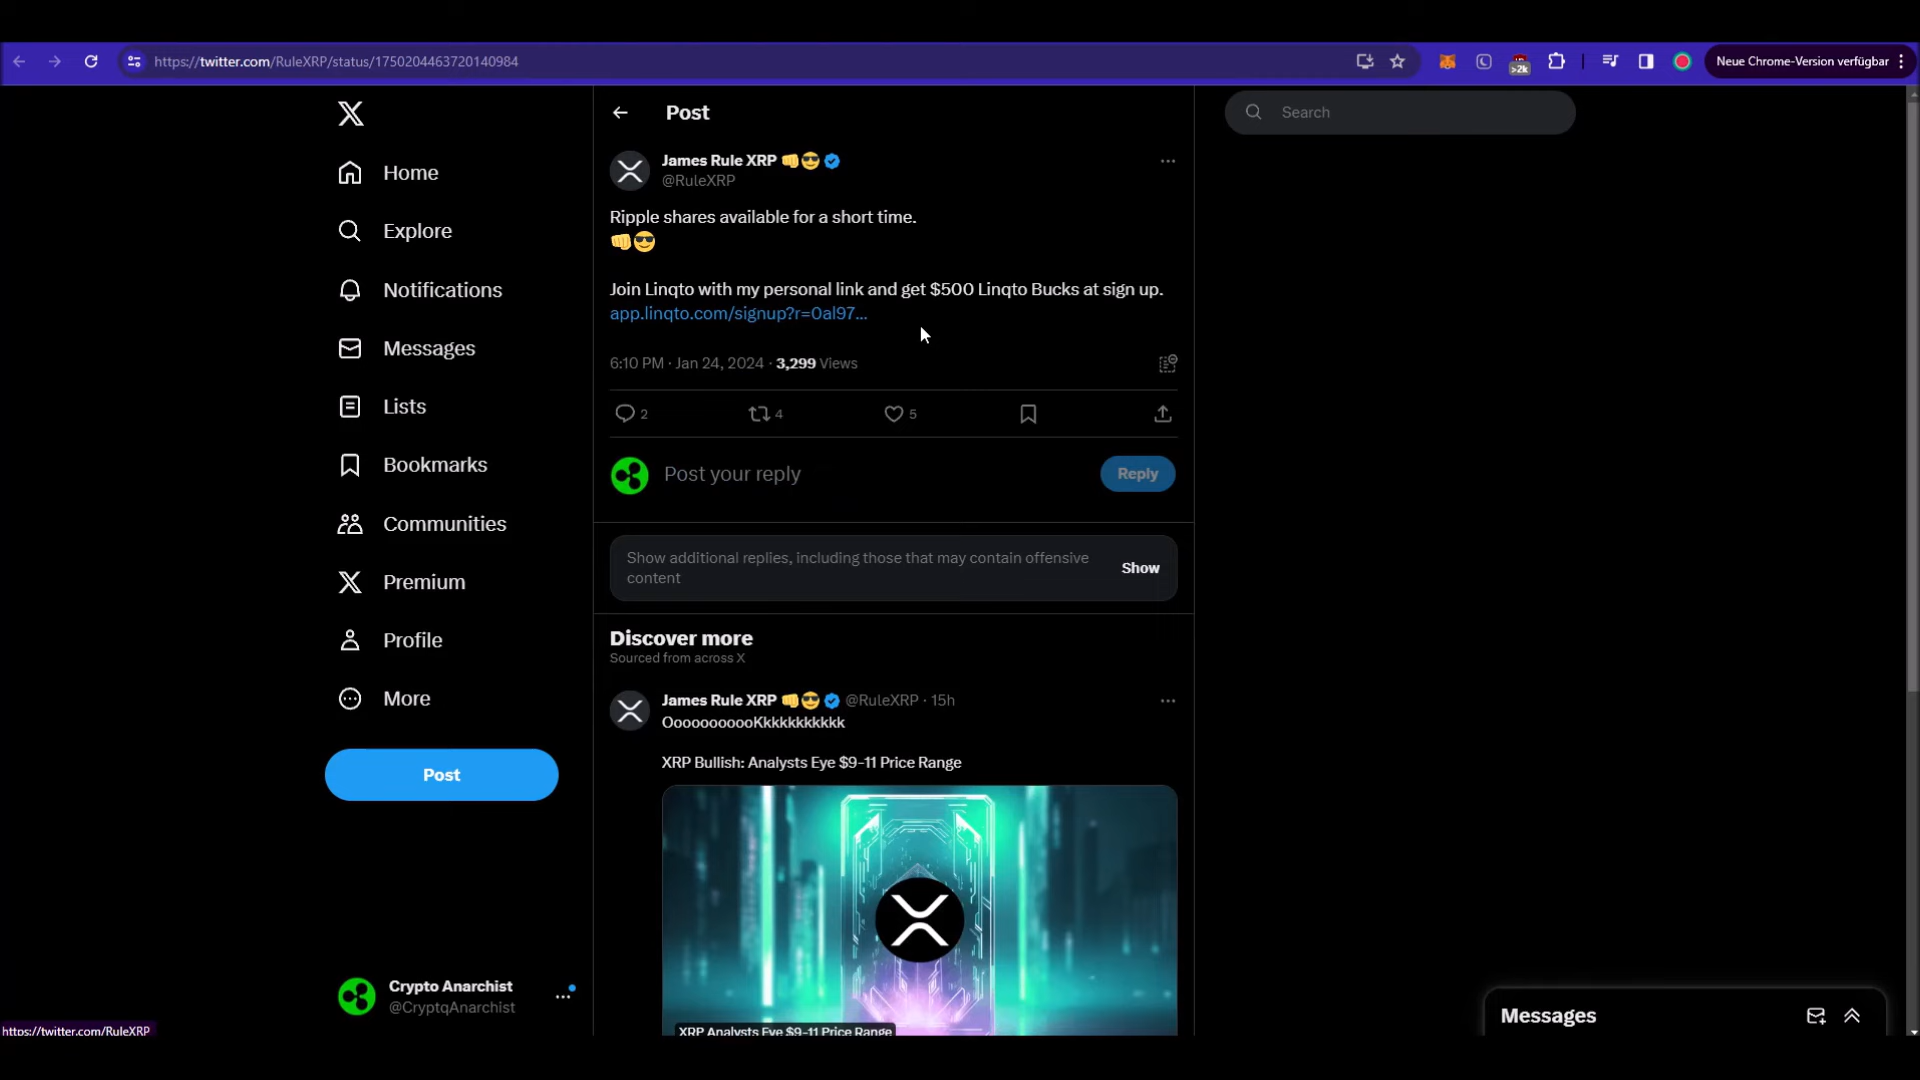 https://twitter.com/RuleXRP/status/1750204463720140984
>2k
Neue Chrome-Version verfügbar
Home
Explore
Notifications
Messages
Lists
Bookmarks
Communities
Premium
Profile
More
Post
Crypto Anarchist
@CryptqAnarchist
https://twitter.com/RuleXRP
Post
James Rule XRP 👊😎
@RuleXRP
Ripple shares available for a short time.
👊😎
Join Linqto with my personal link and get $500 Linqto Bucks at sign up.
app.linqto.com/signup?r=0al97…
6:10 PM · Jan 24, 2024 · 3,299 Views
2 4 5
Post your reply
Reply
Show additional replies, including those that may contain offensive
content
Show
Discover more
Sourced from across X
James Rule XRP 👊😎 @RuleXRP · 15h
OoooooooooKkkkkkkkkkk
XRP Bullish: Analysts Eye $9-11 Price Range
XRP Analysts Eye $9-11 Price Range
Search
Messages